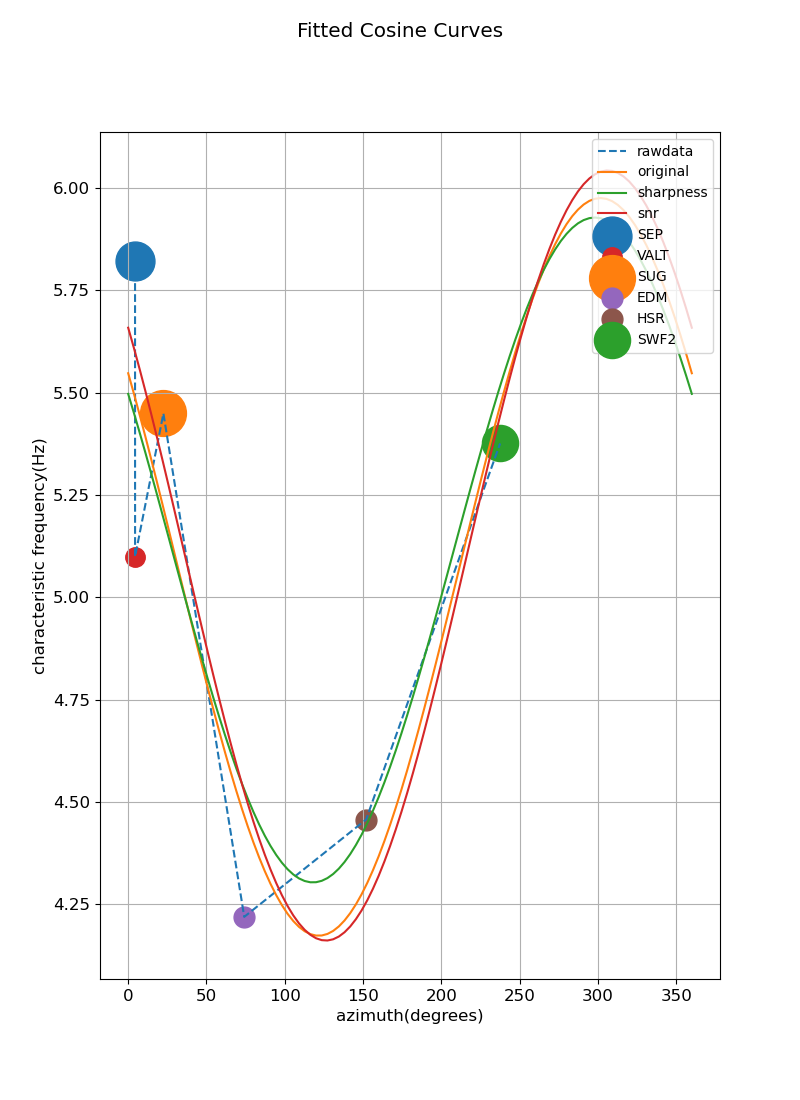 Fitted Cosine Curves
characteristic frequency(Hz)
6.00
5.75
5.50
5.25
5.00
4.75
4.50
4.25
rawdata
original
sharpness
snr
SEP
VALT
SUG
EDM
HSR
SWF2
0 50 100 150 200 250 300 350
azimuth(degrees)